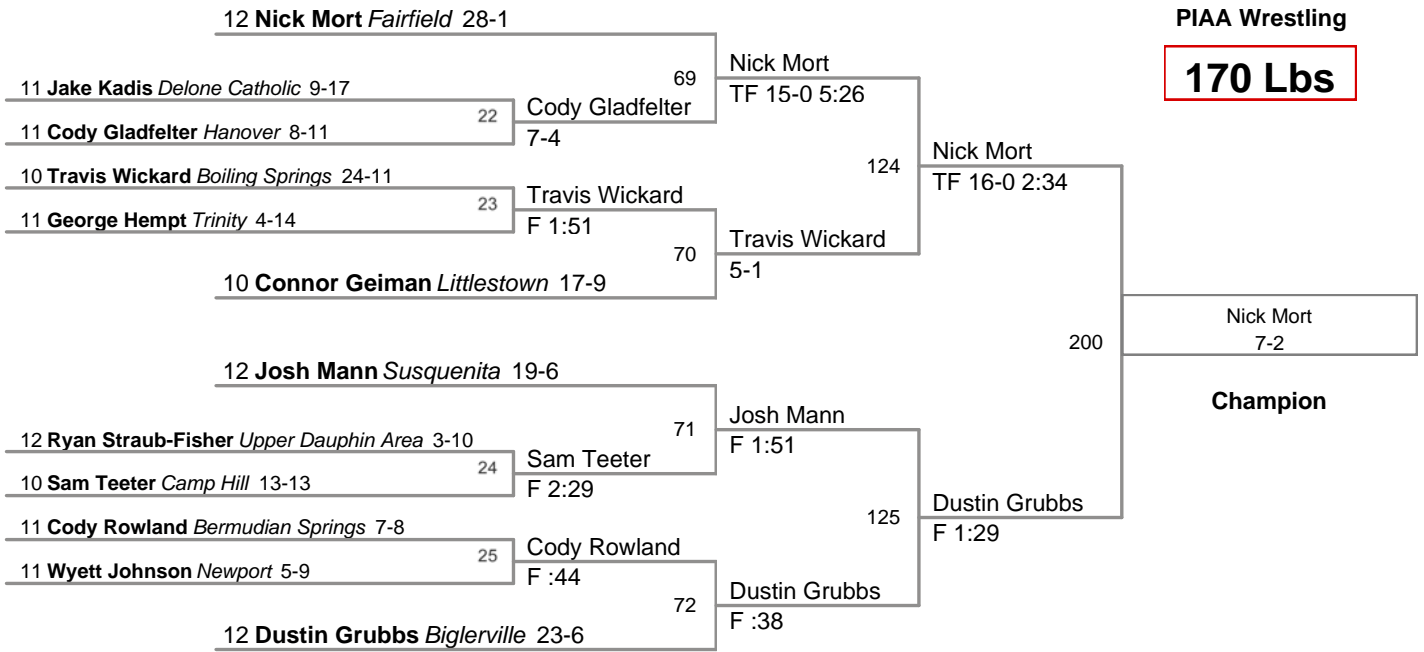 12 Nick Mort Fairfield 28-1
PIAA Wrestling
170 Lbs
69
Nick Mort
TF 15-0 5:26
11 Jake Kadis Delone Catholic 9-17
22
Cody Gladfelter
7-4
11 Cody Gladfelter Hanover 8-11
124
Nick Mort
TF 16-0 2:34
10 Travis Wickard Boiling Springs 24-11
23
Travis Wickard
F 1:51
11 George Hempt Trinity 4-14
70
Travis Wickard
5-1
10 Connor Geiman Littlestown 17-9
200
Nick Mort
7-2
Champion
12 Josh Mann Susquenita 19-6
71
Josh Mann
F 1:51
12 Ryan Straub-Fisher Upper Dauphin Area 3-10
24
Sam Teeter
F 2:29
10 Sam Teeter Camp Hill 13-13
125
Dustin Grubbs
F 1:29
11 Cody Rowland Bermudian Springs 7-8
25
Cody Rowland
F :44
11 Wyett Johnson Newport 5-9
72
Dustin Grubbs
F :38
12 Dustin Grubbs Biglerville 23-6